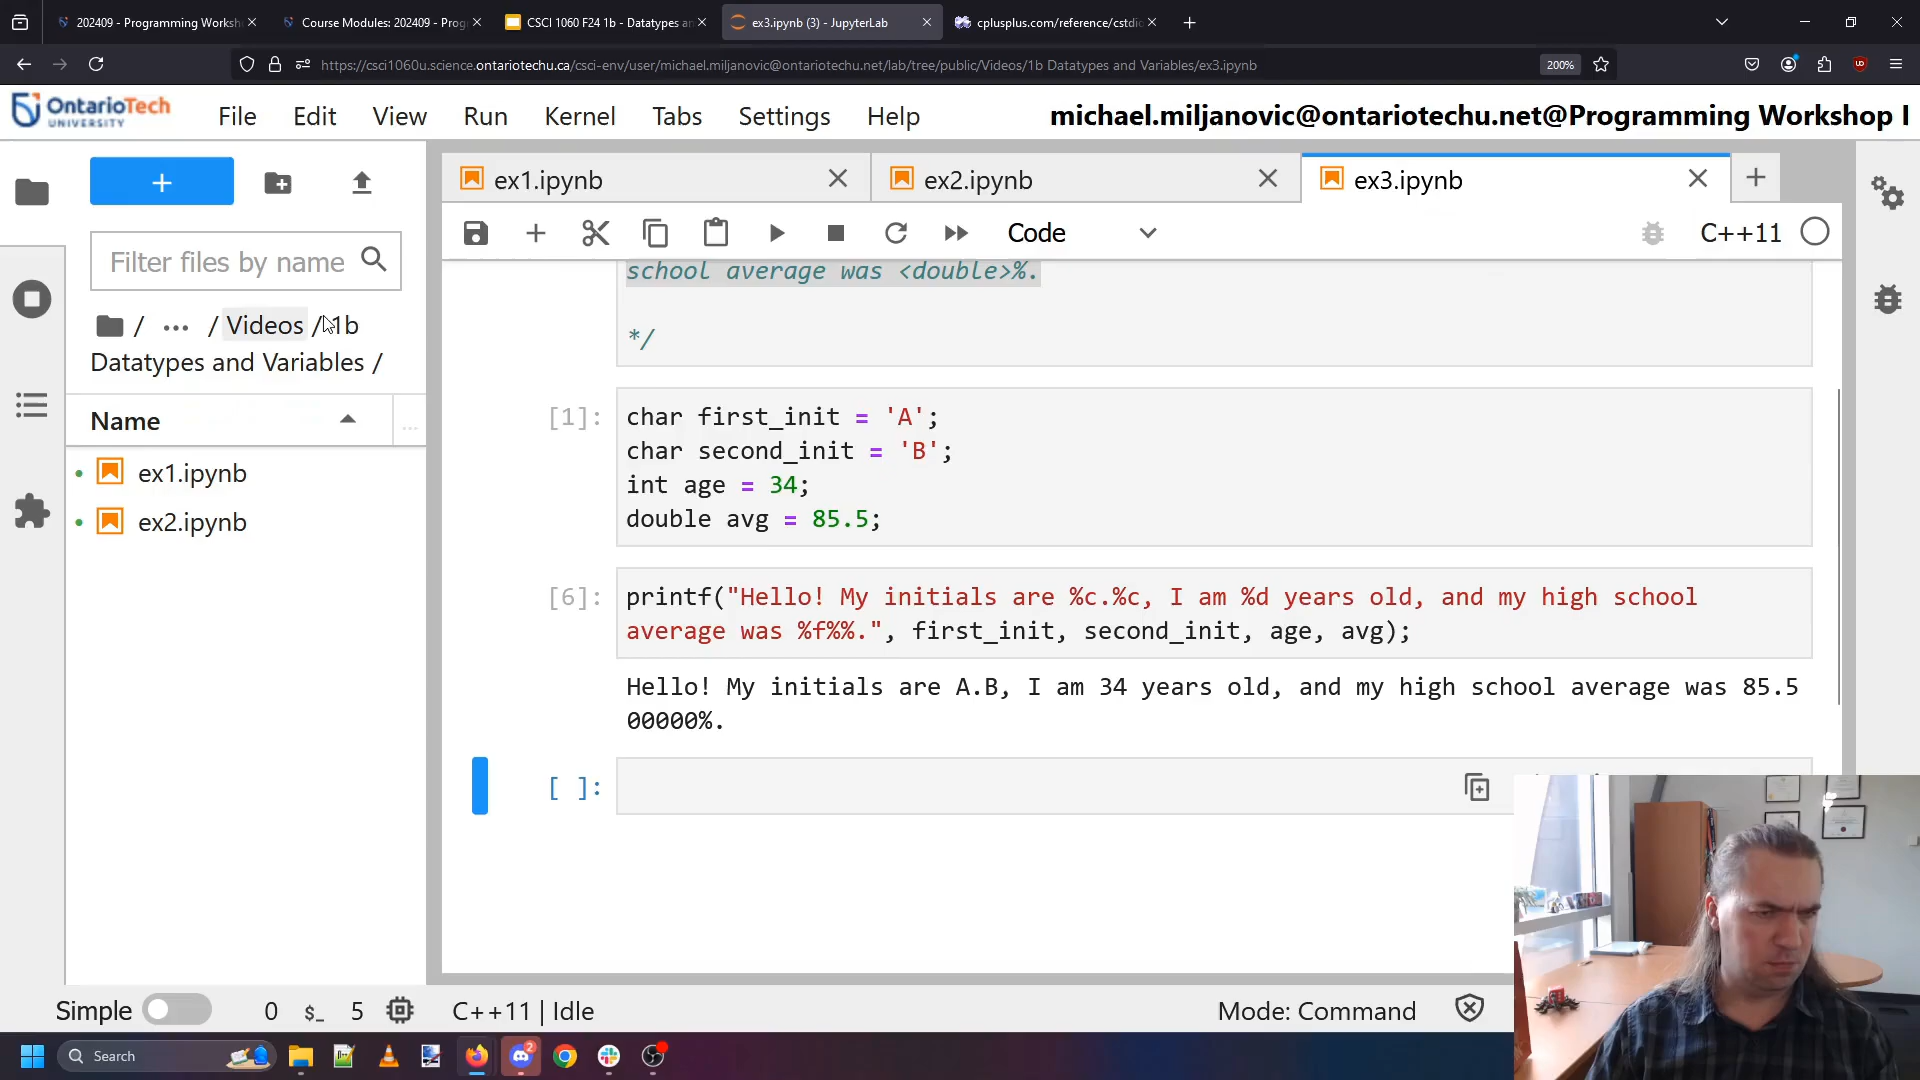 202409 - Programming Worksh
Course Modules: 202409 - Prog
CSCI 1060 F24 1b - Datatypes an
ex3.ipynb (3) - JupyterLab
cplusplus.com/reference/cstdio
https://csci1060u.science.ontariotechu.ca/csci-env/user/michael.miljanovic@ontariotechu.net/lab/tree/public/Videos/1b Datatypes and Variables/ex3.ipynb
200%
OntarioTech
UNIVERSITY
File
Edit
View
Run
Kernel
Tabs
Settings
Help
michael.miljanovic@ontariotechu.net@Programming Workshop I
+
Filter files by name
/ ... / Videos / 1b
Datatypes and Variables /
Name
...
ex1.ipynb
ex2.ipynb
ex1.ipynb
ex2.ipynb
ex3.ipynb
Code
C++11
school average was <double>%.
*/
[1]:
char first_init = 'A';
char second_init = 'B';
int age = 34;
double avg = 85.5;
[6]:
printf("Hello! My initials are %c.%c, I am %d years old, and my high school
average was %f%%.", first_init, second_init, age, avg);
Hello! My initials are A.B, I am 34 years old, and my high school average was 85.5
00000%.
[ ]:
Simple
0
$_
5
C++11 | Idle
Mode: Command
Search
2